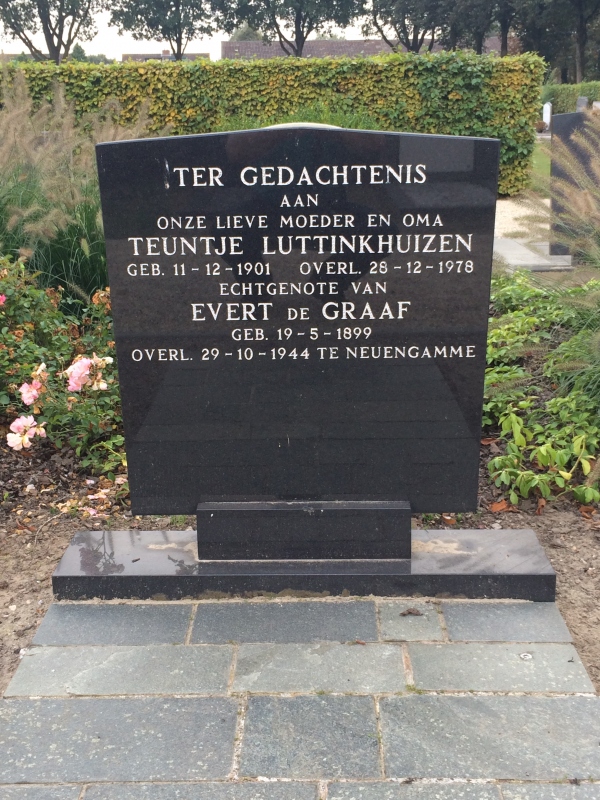 TER GEDACHTENIS
AAN
ONZE LIEVE MOEDER EN OMA
TEUNTJE LUTTINKHUIZEN
GEB. 11-12-1901 OVERL. 28-12-1978
ECHTGENOTE VAN
EVERT DE GRAAF
GEB. 19-5-1899
OVERL. 29-10-1944 TE NEUENGAMME